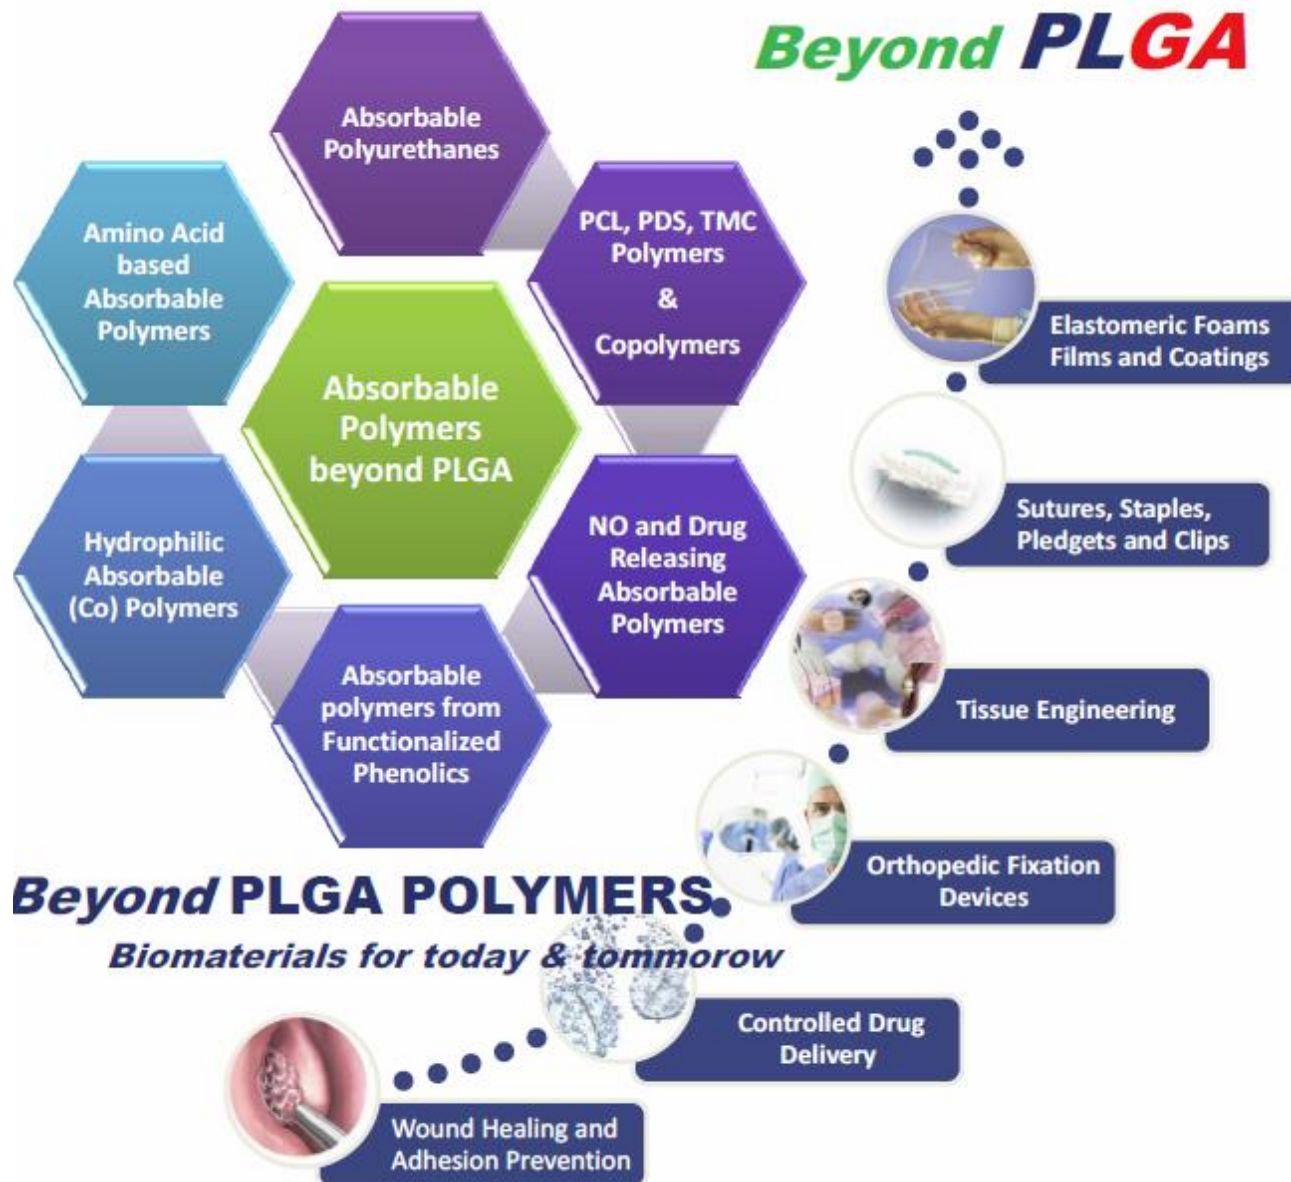 Beyond PLGA
Absorbable
Polyurethanes
Amino Acid
based
Absorbable
Polymers
PCL, PDS, TMC
Polymers
&
Copolymers
Absorbable
Polymers
beyond PLGA
Hydrophilic
Absorbable
(Co) Polymers
NO and Drug
Releasing
Absorbable
Polymers
Absorbable
polymers from
Functionalized
Phenolics
Elastomeric Foams
Films and Coatings
Sutures, Staples,
Pledgets and Clips
Tissue Engineering
Orthopedic Fixation
Devices
Beyond PLGA POLYMERS
Biomaterials for today & tommorow
Controlled Drug
Delivery
Wound Healing and
Adhesion Prevention